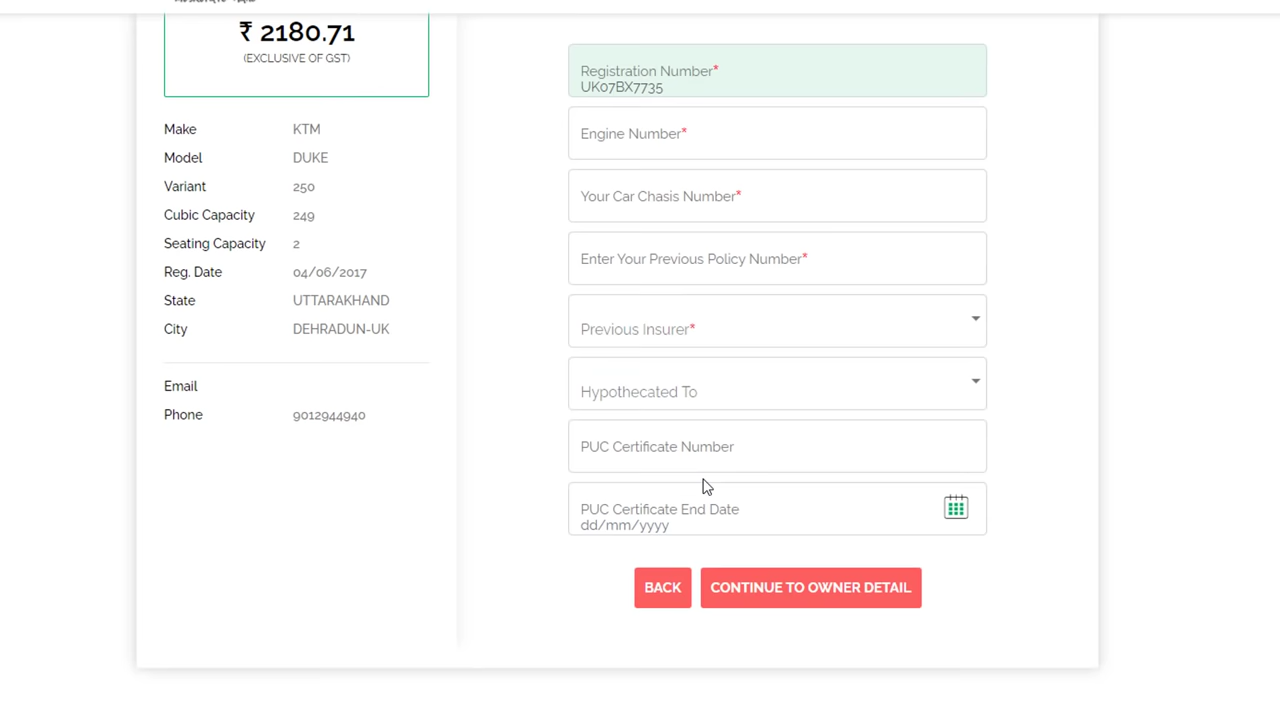 ₹ 2180.71
(EXCLUSIVE OF GST)
Make KTM
Model DUKE
Variant 250
Cubic Capacity 249
Seating Capacity 2
Reg. Date 04/06/2017
State UTTARAKHAND
City DEHRADUN-UK
Email
Phone 9012944940
Registration Number*
UK07BX7735
Engine Number*
Your Car Chasis Number*
Enter Your Previous Policy Number*
Previous Insurer*
Hypothecated To
PUC Certificate Number
PUC Certificate End Date
dd/mm/yyyy
BACK
CONTINUE TO OWNER DETAIL